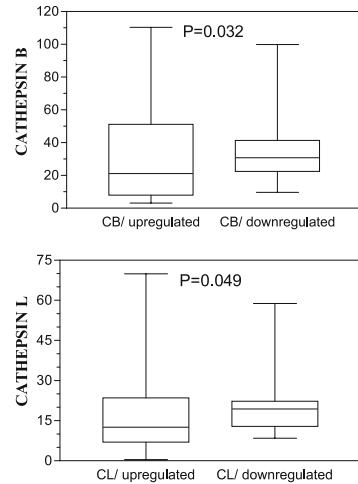 CATHEPSIN B
120
100
80
60
40
20
0
P=0.032
CB/ upregulated CB/ downregulated
CATHEPSIN L
75
60
45
30
15
0
P=0.049
CL/ upregulated CL/ downregulated